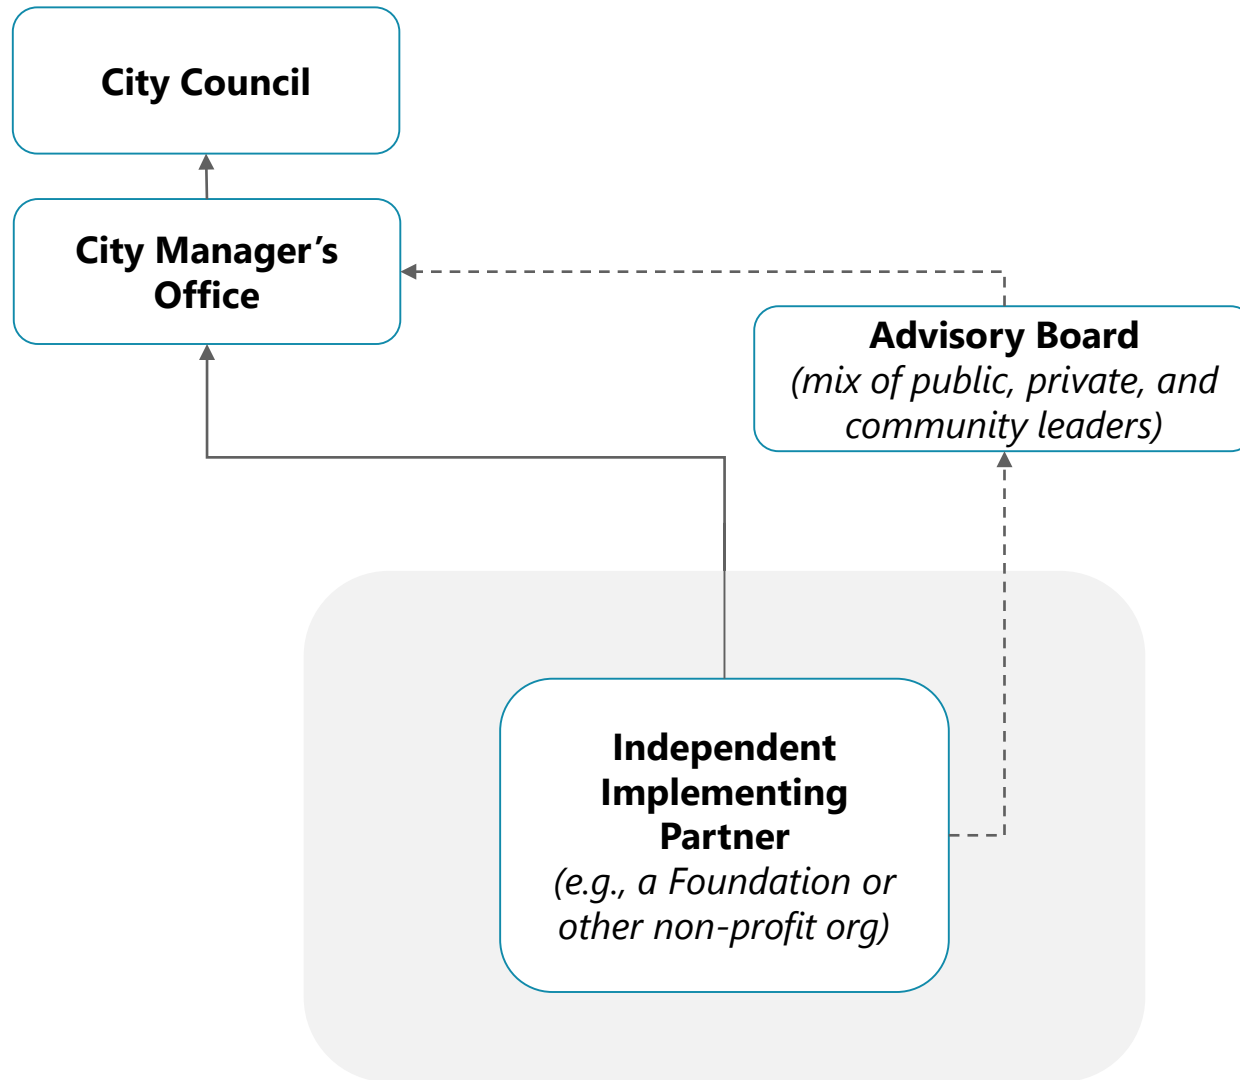 City Council
City Manager’s
Office
Advisory Board
(mix of public, private, and
community leaders)
Independent
Implementing
Partner
(e.g., a Foundation or
other non-profit org)